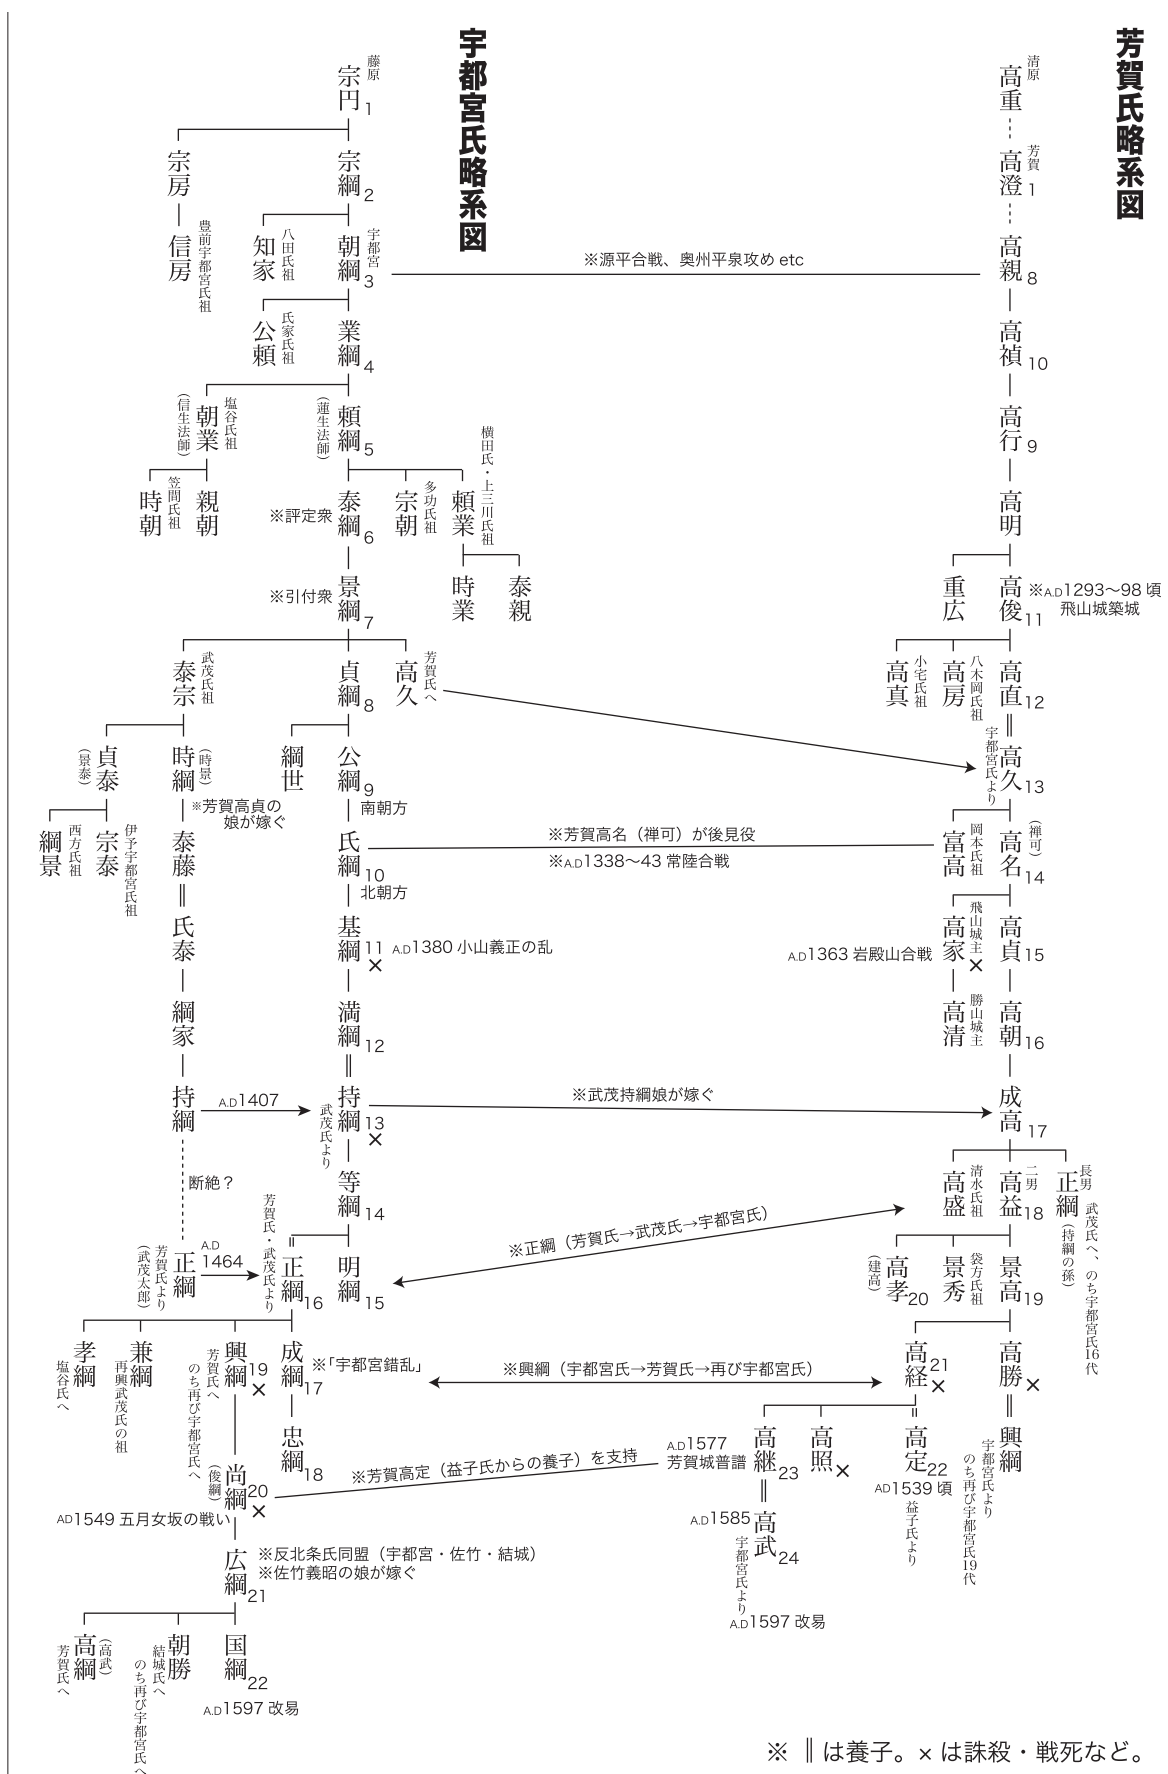 芳賀氏略系図
清原
高重
芳賀
高澄 1
高親 8
高禎 10
高行 9
高明
高俊 11
※A.D1293〜98 頃
飛山城築城
重広
高直 12
八木岡氏祖
高房
小宅氏祖
高真
高久 13
宇都宮氏より
(禅可)
高名 14
岡本氏祖
富高
高貞 15
飛山城主
高家 ×
A.D1363 岩殿山合戦
高朝 16
勝山城主
高清
成高 17
長男
正綱
(持綱の孫)
武茂氏へ、のち宇都宮氏16代
二男
高益 18
清水氏祖
高盛
景高 19
袋方氏祖
景秀
高孝 20
(建高)
高勝 ×
高経 21 ×
興綱
宇都宮氏より
のち再び宇都宮氏19代
高定 22
AD1539 頃
益子氏より
高照 ×
高継 23
A.D1577
芳賀城普譜
高武 24
A.D1585
宇都宮氏より
A.D1597 改易
宇都宮氏略系図
藤原
宗円 1
宗綱 2
宗房
宇都宮
朝綱 3
八田氏祖
知家
豊前宇都宮氏祖
信房
※源平合戦、奥州平泉攻め etc
業綱 4
氏家氏祖
公頼
頼綱 5
(蓮生法師)
塩谷氏祖
朝業
(信生法師)
横田氏・上三川氏祖
頼業
多功氏祖
宗朝
泰綱 6
※評定衆
親朝
笠間氏祖
時朝
泰親
時業
景綱 7
※引付衆
芳賀氏へ
高久
貞綱 8
武茂氏祖
泰宗
公綱 9
南朝方
綱世
(時景)
時綱
※芳賀高貞の
娘が嫁ぐ
貞泰
(景泰)
氏綱 10
北朝方
※芳賀高名（禅可）が後見役
※A.D1338〜43 常陸合戦
泰藤
伊予宇都宮氏祖
宗泰
西方氏祖
綱景
基綱 11 ×
A.D1380 小山義正の乱
氏泰
満綱 12
綱家
持綱 13 ×
武茂氏より
※武茂持綱娘が嫁ぐ
A.D1407
持綱
断絶？
等綱 14
明綱 15
※正綱（芳賀氏→武茂氏→宇都宮氏）
芳賀氏・武茂氏より
正綱 16
A.D
1464
正綱
芳賀氏より
(武茂太郎)
成綱 17
※「宇都宮錯乱」
※興綱（宇都宮氏→芳賀氏→再び宇都宮氏）
興綱 19 ×
芳賀氏へ
のち再び宇都宮氏へ
兼綱
再興武茂氏の祖
孝綱
塩谷氏へ
忠綱 18
尚綱 20 ×
(俊綱)
※芳賀高定（益子氏からの養子）を支持
AD1549 五月女坂の戦い
広綱 21
※反北条氏同盟（宇都宮・佐竹・結城）
※佐竹義昭の娘が嫁ぐ
国綱 22
A.D1597 改易
朝勝
結城氏へ
のち再び宇都宮氏へ
(高武)
高綱
芳賀氏へ
※ ‖は養子。× は誅殺・戦死など。